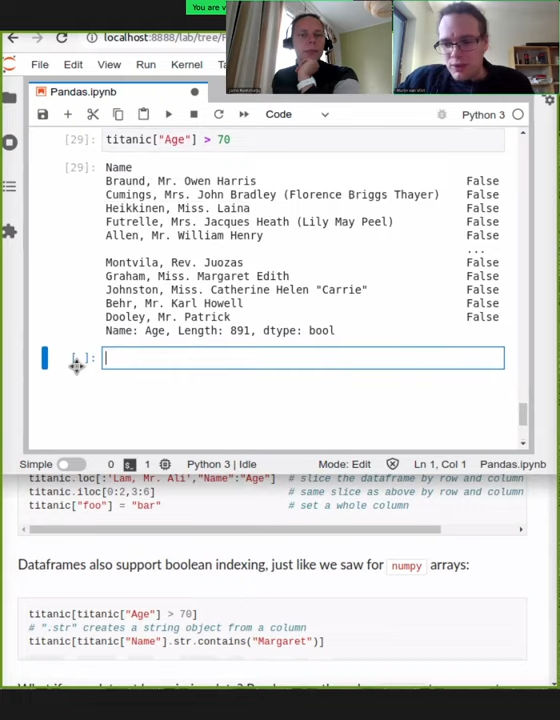 You are v
localhost:8888/lab/tree/P
File Edit View Run Kernel
Pandas.ipynb
Code
Python 3
[29]: titanic["Age"] > 70
[29]: Name
Braund, Mr. Owen Harris False
Cumings, Mrs. John Bradley (Florence Briggs Thayer) False
Heikkinen, Miss. Laina False
Futrelle, Mrs. Jacques Heath (Lily May Peel) False
Allen, Mr. William Henry False
...
Montvila, Rev. Juozas False
Graham, Miss. Margaret Edith False
Johnston, Miss. Catherine Helen "Carrie" False
Behr, Mr. Karl Howell False
Dooley, Mr. Patrick False
Name: Age, Length: 891, dtype: bool
[ ]:
Simple 0 1 Python 3 | Idle Mode: Edit Ln 1, Col 1 Pandas.ipynb
titanic.loc[:'Lam, Mr. Ali',"Name":"Age"] # slice the dataframe by row and column
titanic.iloc[0:2,3:6] # same slice as above by row and column
titanic["foo"] = "bar" # set a whole column
Dataframes also support boolean indexing, just like we saw for numpy arrays:
titanic[titanic["Age"] > 70]
# ".str" creates a string object from a column
titanic[titanic["Name"].str.contains("Margaret")]